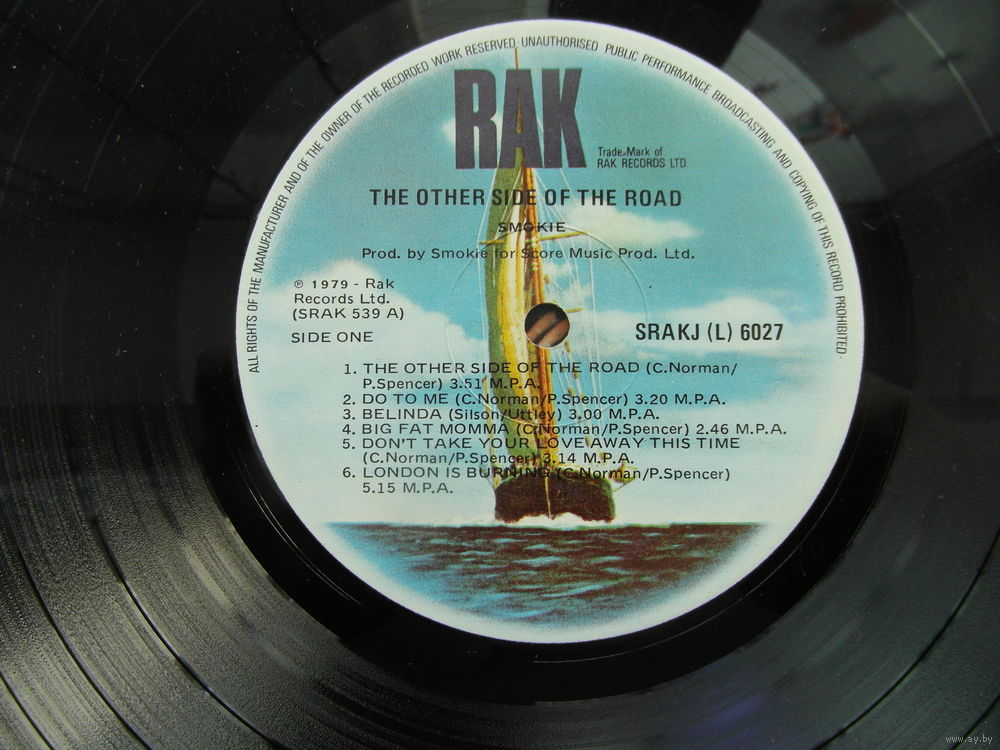 ALL RIGHTS OF THE MANUFACTURER AND OF THE OWNER OF THE RECORDED WORK RESERVED. UNAUTHORISED PUBLIC PERFORMANCE BROADCASTING AND COPYING OF THIS RECORD PROHIBITED·
RAK
Trade Mark of
RAK RECORDS LTD.
THE OTHER SIDE OF THE ROAD
SMOKIE
Prod. by Smokie for Score Music Prod. Ltd.
℗ 1979 - Rak
Records Ltd.
(SRAK 539 A)
SIDE ONE
SRAKJ (L) 6027
1. THE OTHER SIDE OF THE ROAD (C.Norman/
P.Spencer) 3.51 M.P.A.
2. DO TO ME (C.Norman/P.Spencer) 3.20 M.P.A.
3. BELINDA (Silson/Uttley) 3.00 M.P.A.
4. BIG FAT MOMMA (C.Norman/P.Spencer) 2.46 M.P.A.
5. DON'T TAKE YOUR LOVE AWAY THIS TIME
(C.Norman/P.Spencer) 3.14 M.P.A.
6. LONDON IS BURNING (C.Norman/P.Spencer)
5.15 M.P.A.
www.ay.by